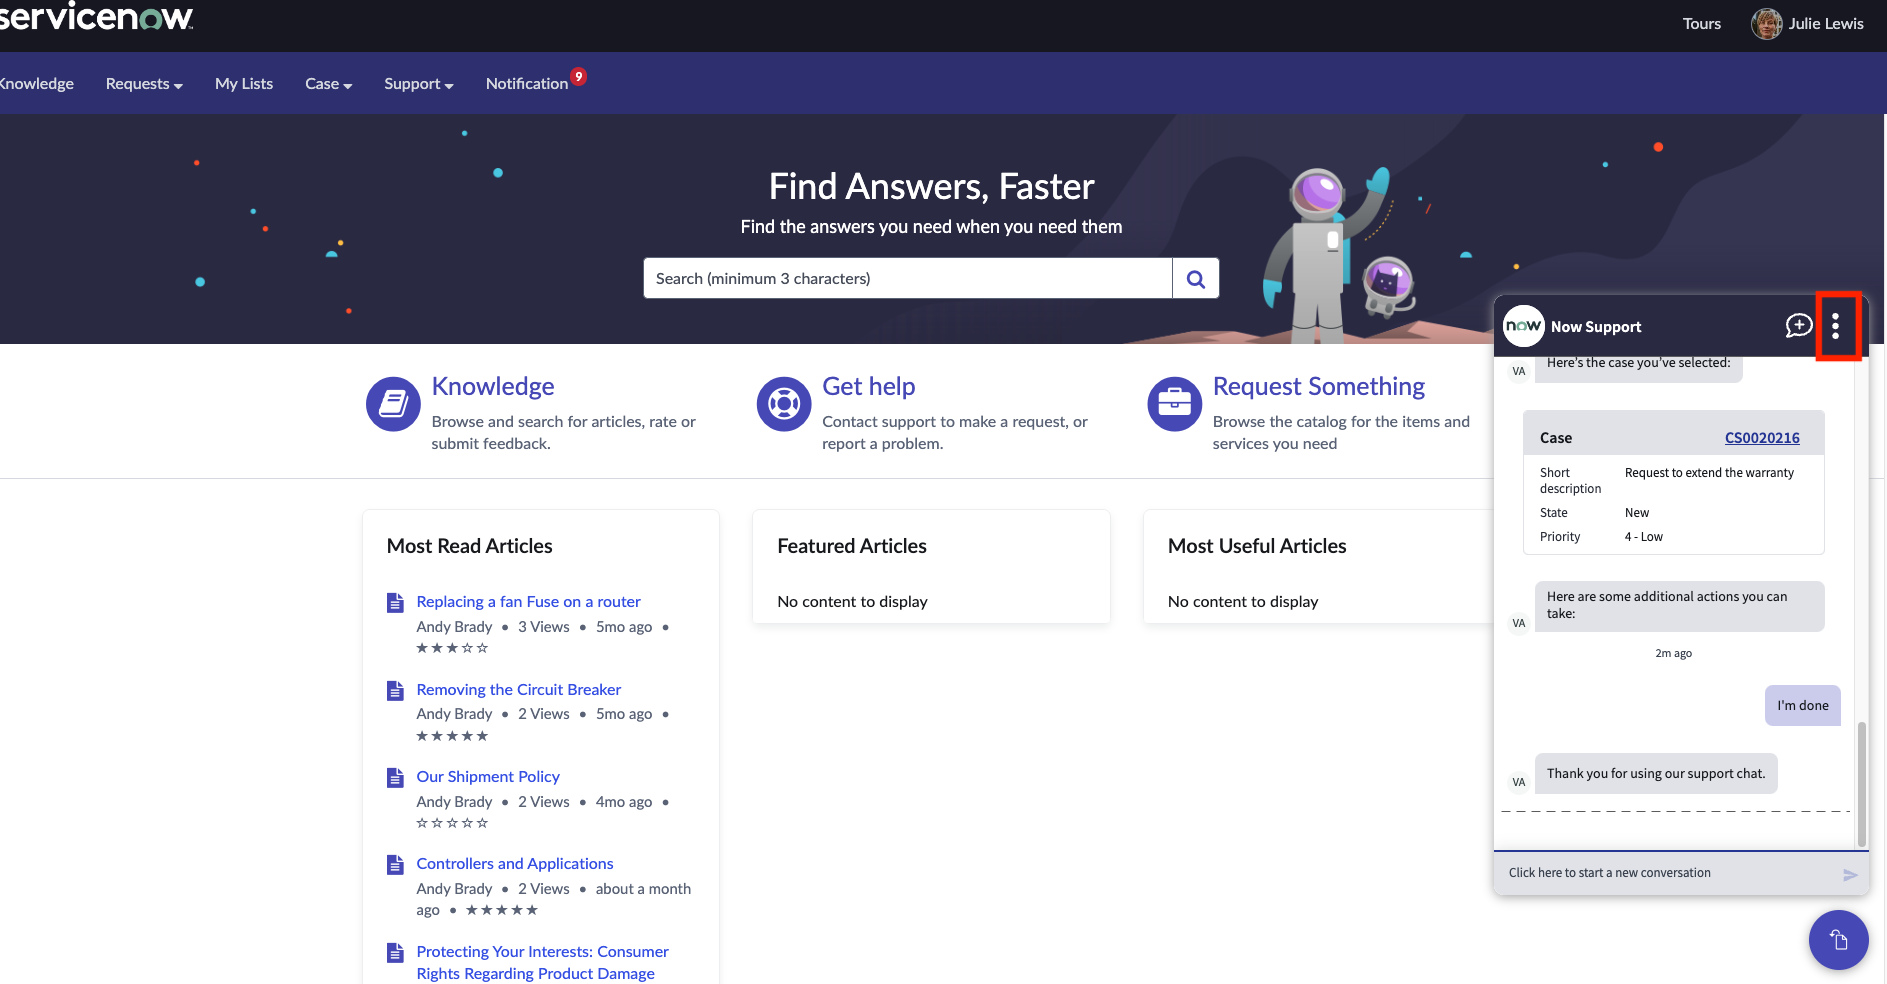 servicenow
Tours
Julie Lewis
Knowledge
Requests
My Lists
Case
Support
Notification
9
Find Answers, Faster
Find the answers you need when you need them
Search (minimum 3 characters)
Knowledge
Browse and search for articles, rate or
submit feedback.
Get help
Contact support to make a request, or
report a problem.
Request Something
Browse the catalog for the items and
services you need
Most Read Articles
Replacing a fan Fuse on a router
Andy Brady • 3 Views • 5mo ago •
★★★☆☆
Removing the Circuit Breaker
Andy Brady • 2 Views • 5mo ago •
★★★★★
Our Shipment Policy
Andy Brady • 2 Views • 4mo ago •
☆☆☆☆☆
Controllers and Applications
Andy Brady • 2 Views • about a month
ago • ★★★★★
Protecting Your Interests: Consumer
Rights Regarding Product Damage
Featured Articles
No content to display
Most Useful Articles
No content to display
now
Now Support
VA
Here's the case you've selected:
Case
CS0020216
Short
description
Request to extend the warranty
State
New
Priority
4 - Low
Here are some additional actions you can
take:
VA
2m ago
I'm done
VA
Thank you for using our support chat.
Click here to start a new conversation